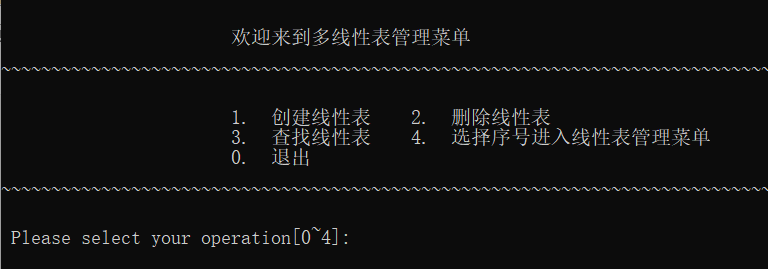 欢迎来到多线性表管理菜单
~~~~~~~~~~~~~~~~~~~~~~~~~~~~~~~~~~~~~~~~~~~~~~~~~~~~~~~~~~~~~~~~~~~~~~~~~~~~
1. 创建线性表 2. 删除线性表
3. 查找线性表 4. 选择序号进入线性表管理菜单
0. 退出
~~~~~~~~~~~~~~~~~~~~~~~~~~~~~~~~~~~~~~~~~~~~~~~~~~~~~~~~~~~~~~~~~~~~~~~~~~~~
Please select your operation[0~4]: